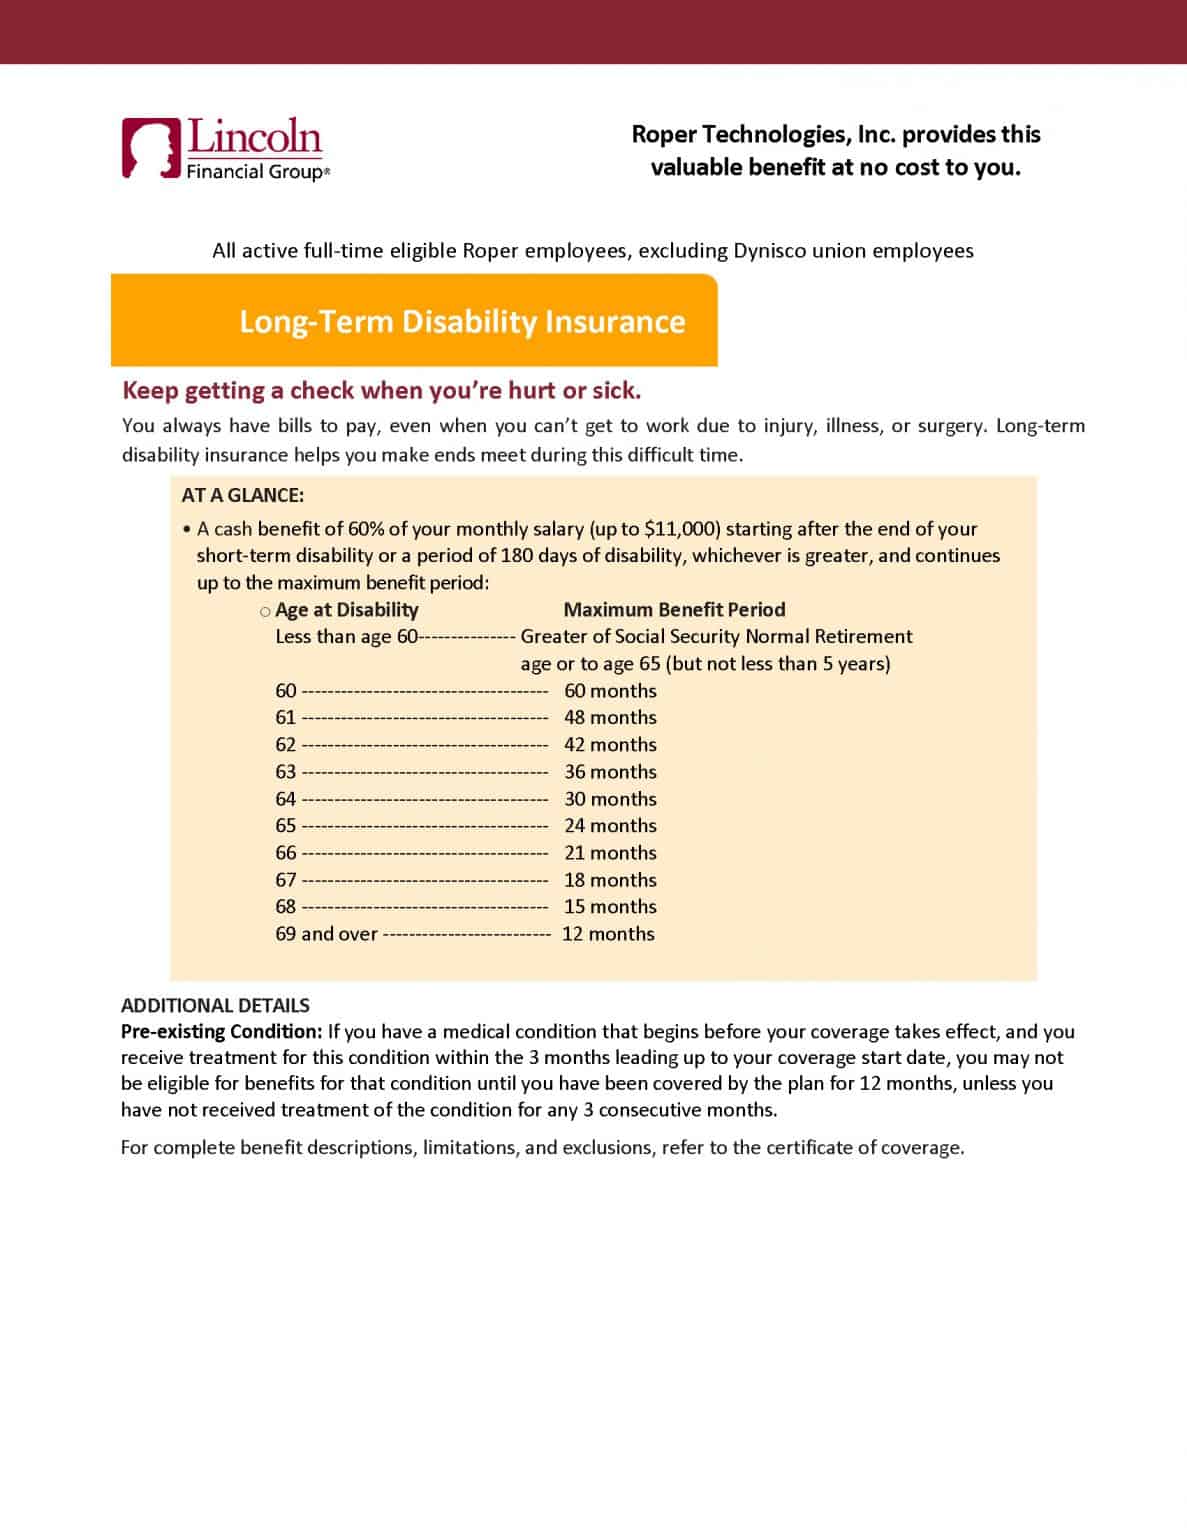 Lincoln
Financial Group®
Roper Technologies, Inc. provides this
valuable benefit at no cost to you.
All active full-time eligible Roper employees, excluding Dynisco union employees
Long-Term Disability Insurance
Keep getting a check when you’re hurt or sick.
You always have bills to pay, even when you can’t get to work due to injury, illness, or surgery. Long-term
disability insurance helps you make ends meet during this difficult time.
AT A GLANCE:
• A cash benefit of 60% of your monthly salary (up to $11,000) starting after the end of your
short-term disability or a period of 180 days of disability, whichever is greater, and continues
up to the maximum benefit period:
○ Age at Disability Maximum Benefit Period
Less than age 60--------------- Greater of Social Security Normal Retirement
age or to age 65 (but not less than 5 years)
60 -------------------------------------- 60 months
61 -------------------------------------- 48 months
62 -------------------------------------- 42 months
63 -------------------------------------- 36 months
64 -------------------------------------- 30 months
65 -------------------------------------- 24 months
66 -------------------------------------- 21 months
67 -------------------------------------- 18 months
68 -------------------------------------- 15 months
69 and over -------------------------- 12 months
ADDITIONAL DETAILS
Pre-existing Condition: If you have a medical condition that begins before your coverage takes effect, and you
receive treatment for this condition within the 3 months leading up to your coverage start date, you may not
be eligible for benefits for that condition until you have been covered by the plan for 12 months, unless you
have not received treatment of the condition for any 3 consecutive months.
For complete benefit descriptions, limitations, and exclusions, refer to the certificate of coverage.